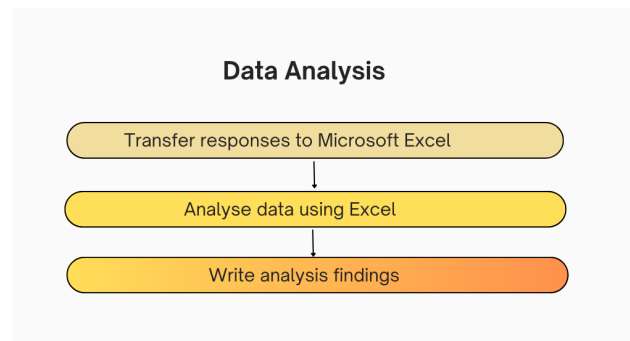 Data Analysis
Transfer responses to Microsoft Excel
Analyse data using Excel
Write analysis findings